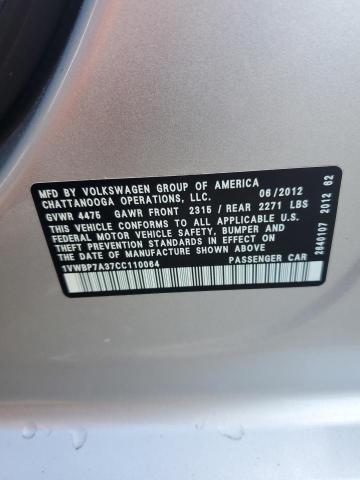 MFD BY VOLKSWAGEN GROUP OF AMERICA
CHATTANOOGA OPERATIONS, LLC. 06/2012
GVWR 4475 GAWR FRONT 2315 / REAR 2271 LBS
THIS VEHICLE CONFORMS TO ALL APPLICABLE U.S.
FEDERAL MOTOR VEHICLE SAFETY, BUMPER, AND
THEFT PREVENTION STANDARDS IN EFFECT ON
THE DATE OF MANUFACTURE SHOWN ABOVE
1VWBP7A37CC110064 PASSENGER CAR
2840107 2012 62